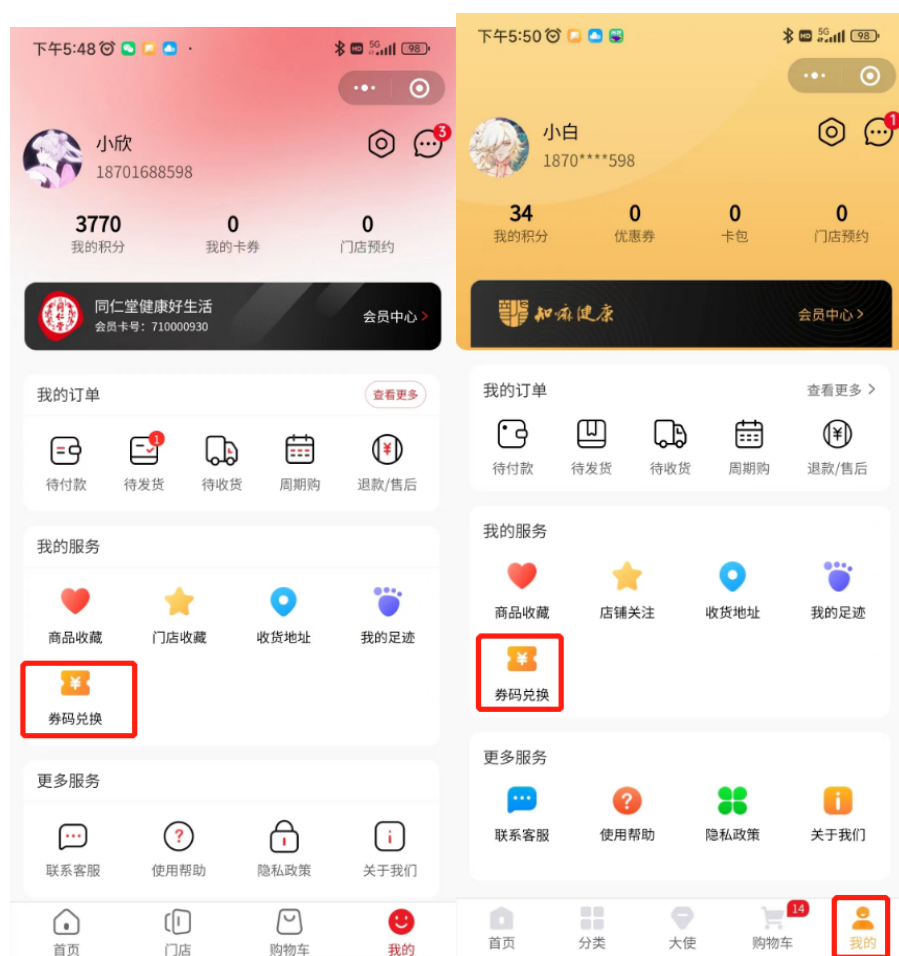 下午5:48
5G
98
3
小欣
18701688598
3770
0
0
我的积分
我的卡券
门店预约
同仁堂健康好生活
会员卡号：710000930
会员中心
我的订单
查看更多
1
待付款
待发货
待收货
周期购
退款/售后
我的服务
商品收藏
门店收藏
收货地址
我的足迹
券码兑换
更多服务
联系客服
使用帮助
隐私政策
关于我们
首页
门店
购物车
我的
下午5:50
5G
98
1
小白
1870****598
34
0
0
0
我的积分
优惠券
卡包
门店预约
知嘛健康
会员中心
我的订单
查看更多
待付款
待发货
待收货
周期购
退款/售后
我的服务
商品收藏
店铺关注
收货地址
我的足迹
券码兑换
更多服务
联系客服
使用帮助
隐私政策
关于我们
14
首页
分类
大使
购物车
我的